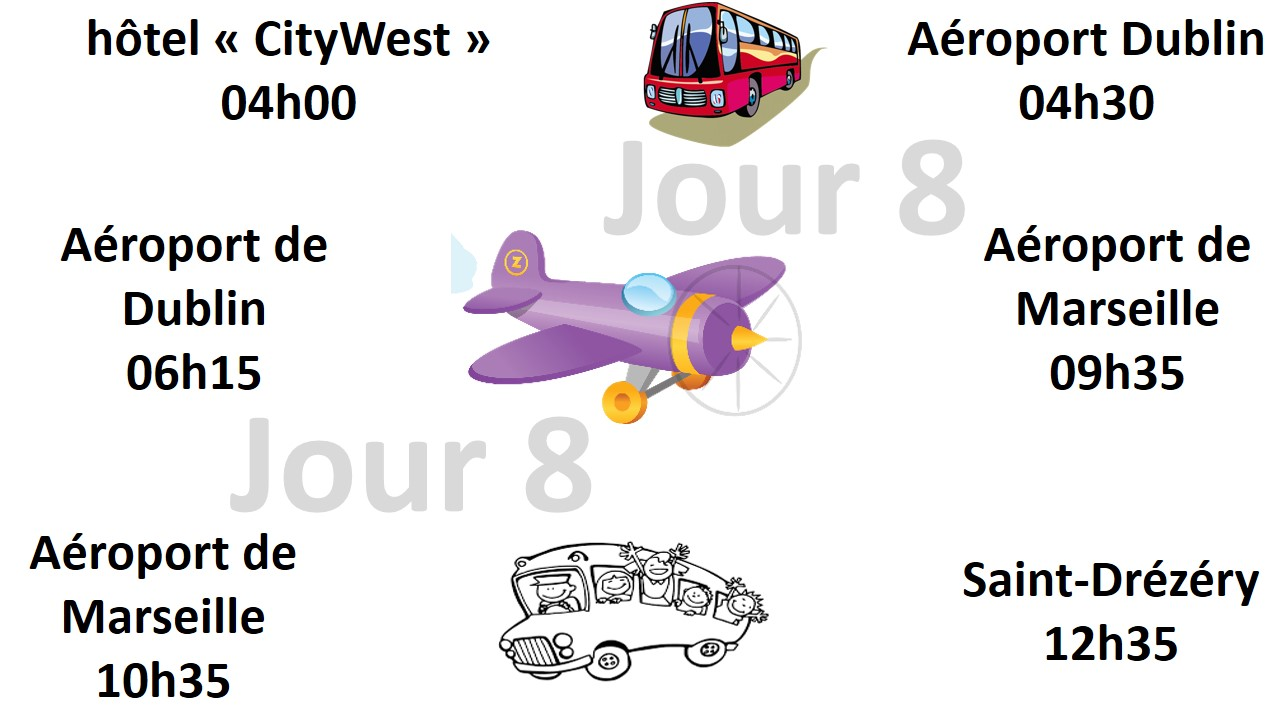 hôtel « CityWest »
04h00
Aéroport Dublin
04h30
Jour 8
Aéroport de
Dublin
06h15
Z
Aéroport de
Marseille
09h35
Jour 8
Aéroport de
Marseille
10h35
Saint-Drézéry
12h35